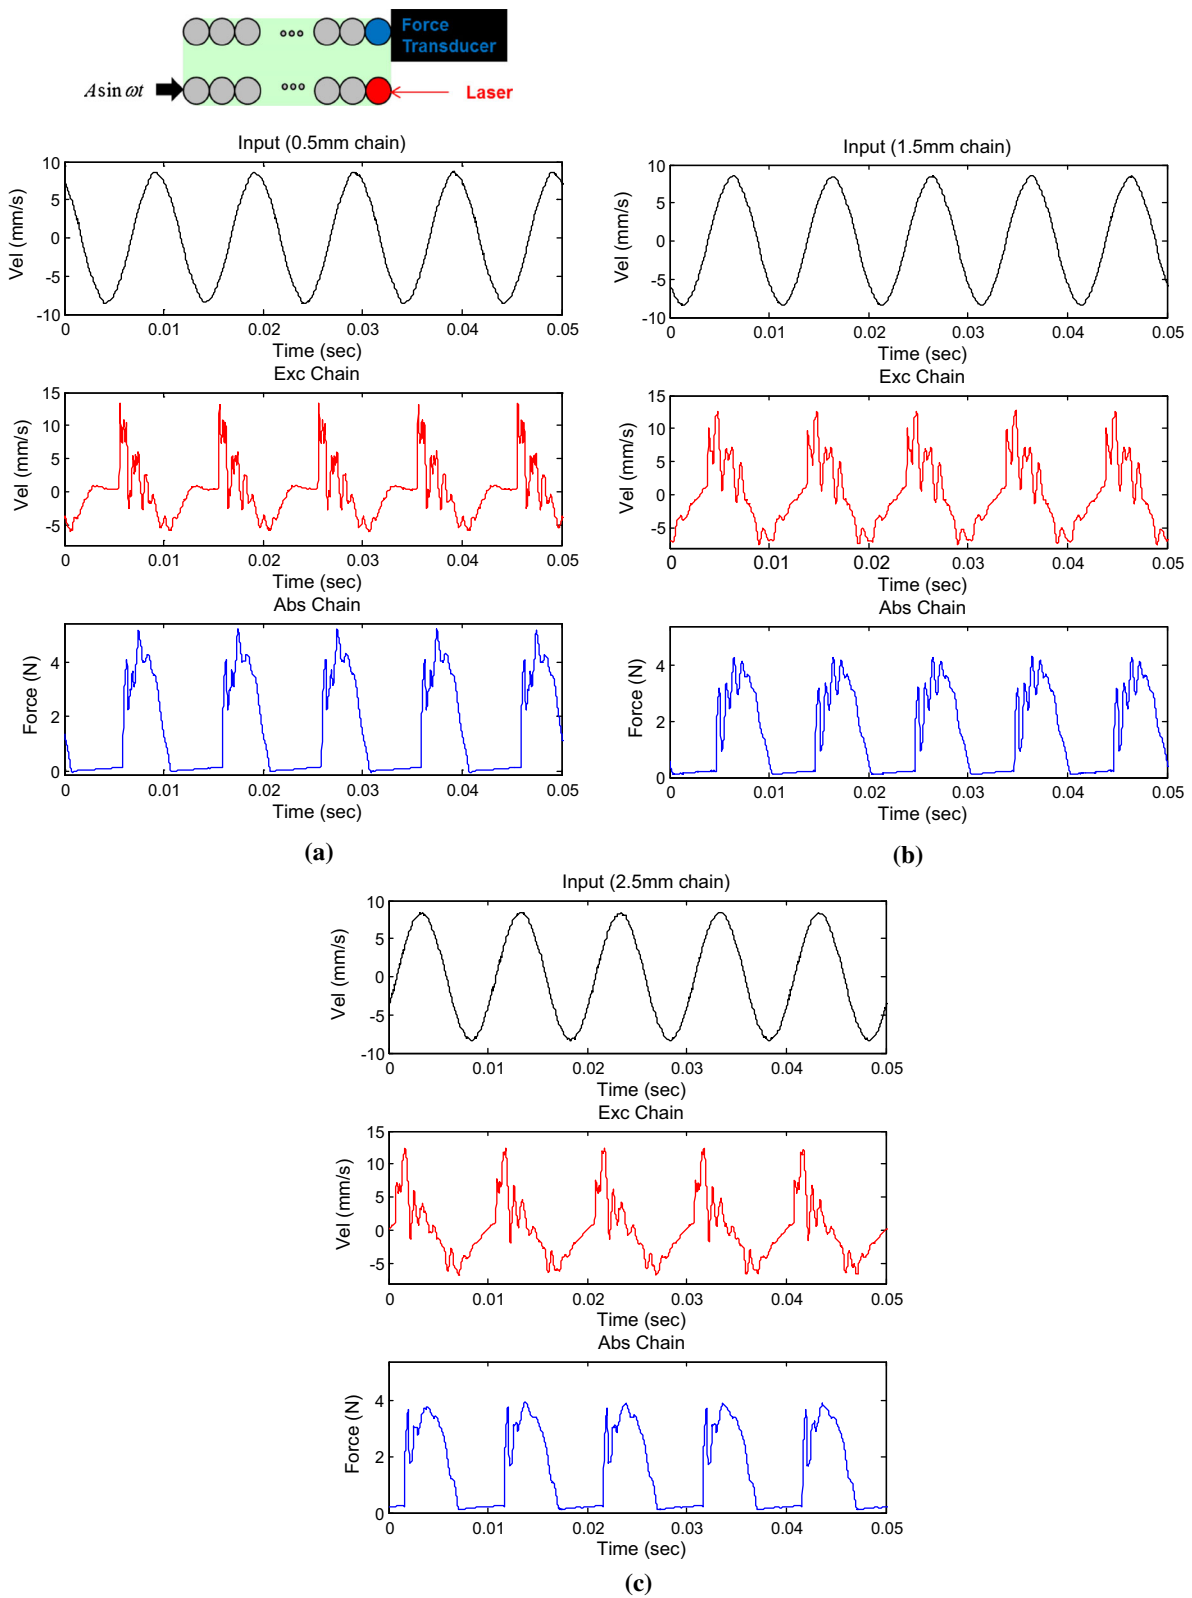 Force
Transducer
A sin ωt
Laser
Input (0.5mm chain)
10
5
0
-5
-10
Vel (mm/s)
0 0.01 0.02 0.03 0.04 0.05
Time (sec)
Exc Chain
15
10
5
0
-5
Vel (mm/s)
0 0.01 0.02 0.03 0.04 0.05
Time (sec)
Abs Chain
4
2
0
Force (N)
0 0.01 0.02 0.03 0.04 0.05
Time (sec)
(a)
Input (1.5mm chain)
10
5
0
-5
-10
Vel (mm/s)
0 0.01 0.02 0.03 0.04 0.05
Time (sec)
Exc Chain
15
10
5
0
-5
Vel (mm/s)
0 0.01 0.02 0.03 0.04 0.05
Time (sec)
Abs Chain
4
2
0
Force (N)
0 0.01 0.02 0.03 0.04 0.05
Time (sec)
(b)
Input (2.5mm chain)
10
5
0
-5
-10
Vel (mm/s)
0 0.01 0.02 0.03 0.04 0.05
Time (sec)
Exc Chain
15
10
5
0
-5
Vel (mm/s)
0 0.01 0.02 0.03 0.04 0.05
Time (sec)
Abs Chain
4
2
0
Force (N)
0 0.01 0.02 0.03 0.04 0.05
Time (sec)
(c)